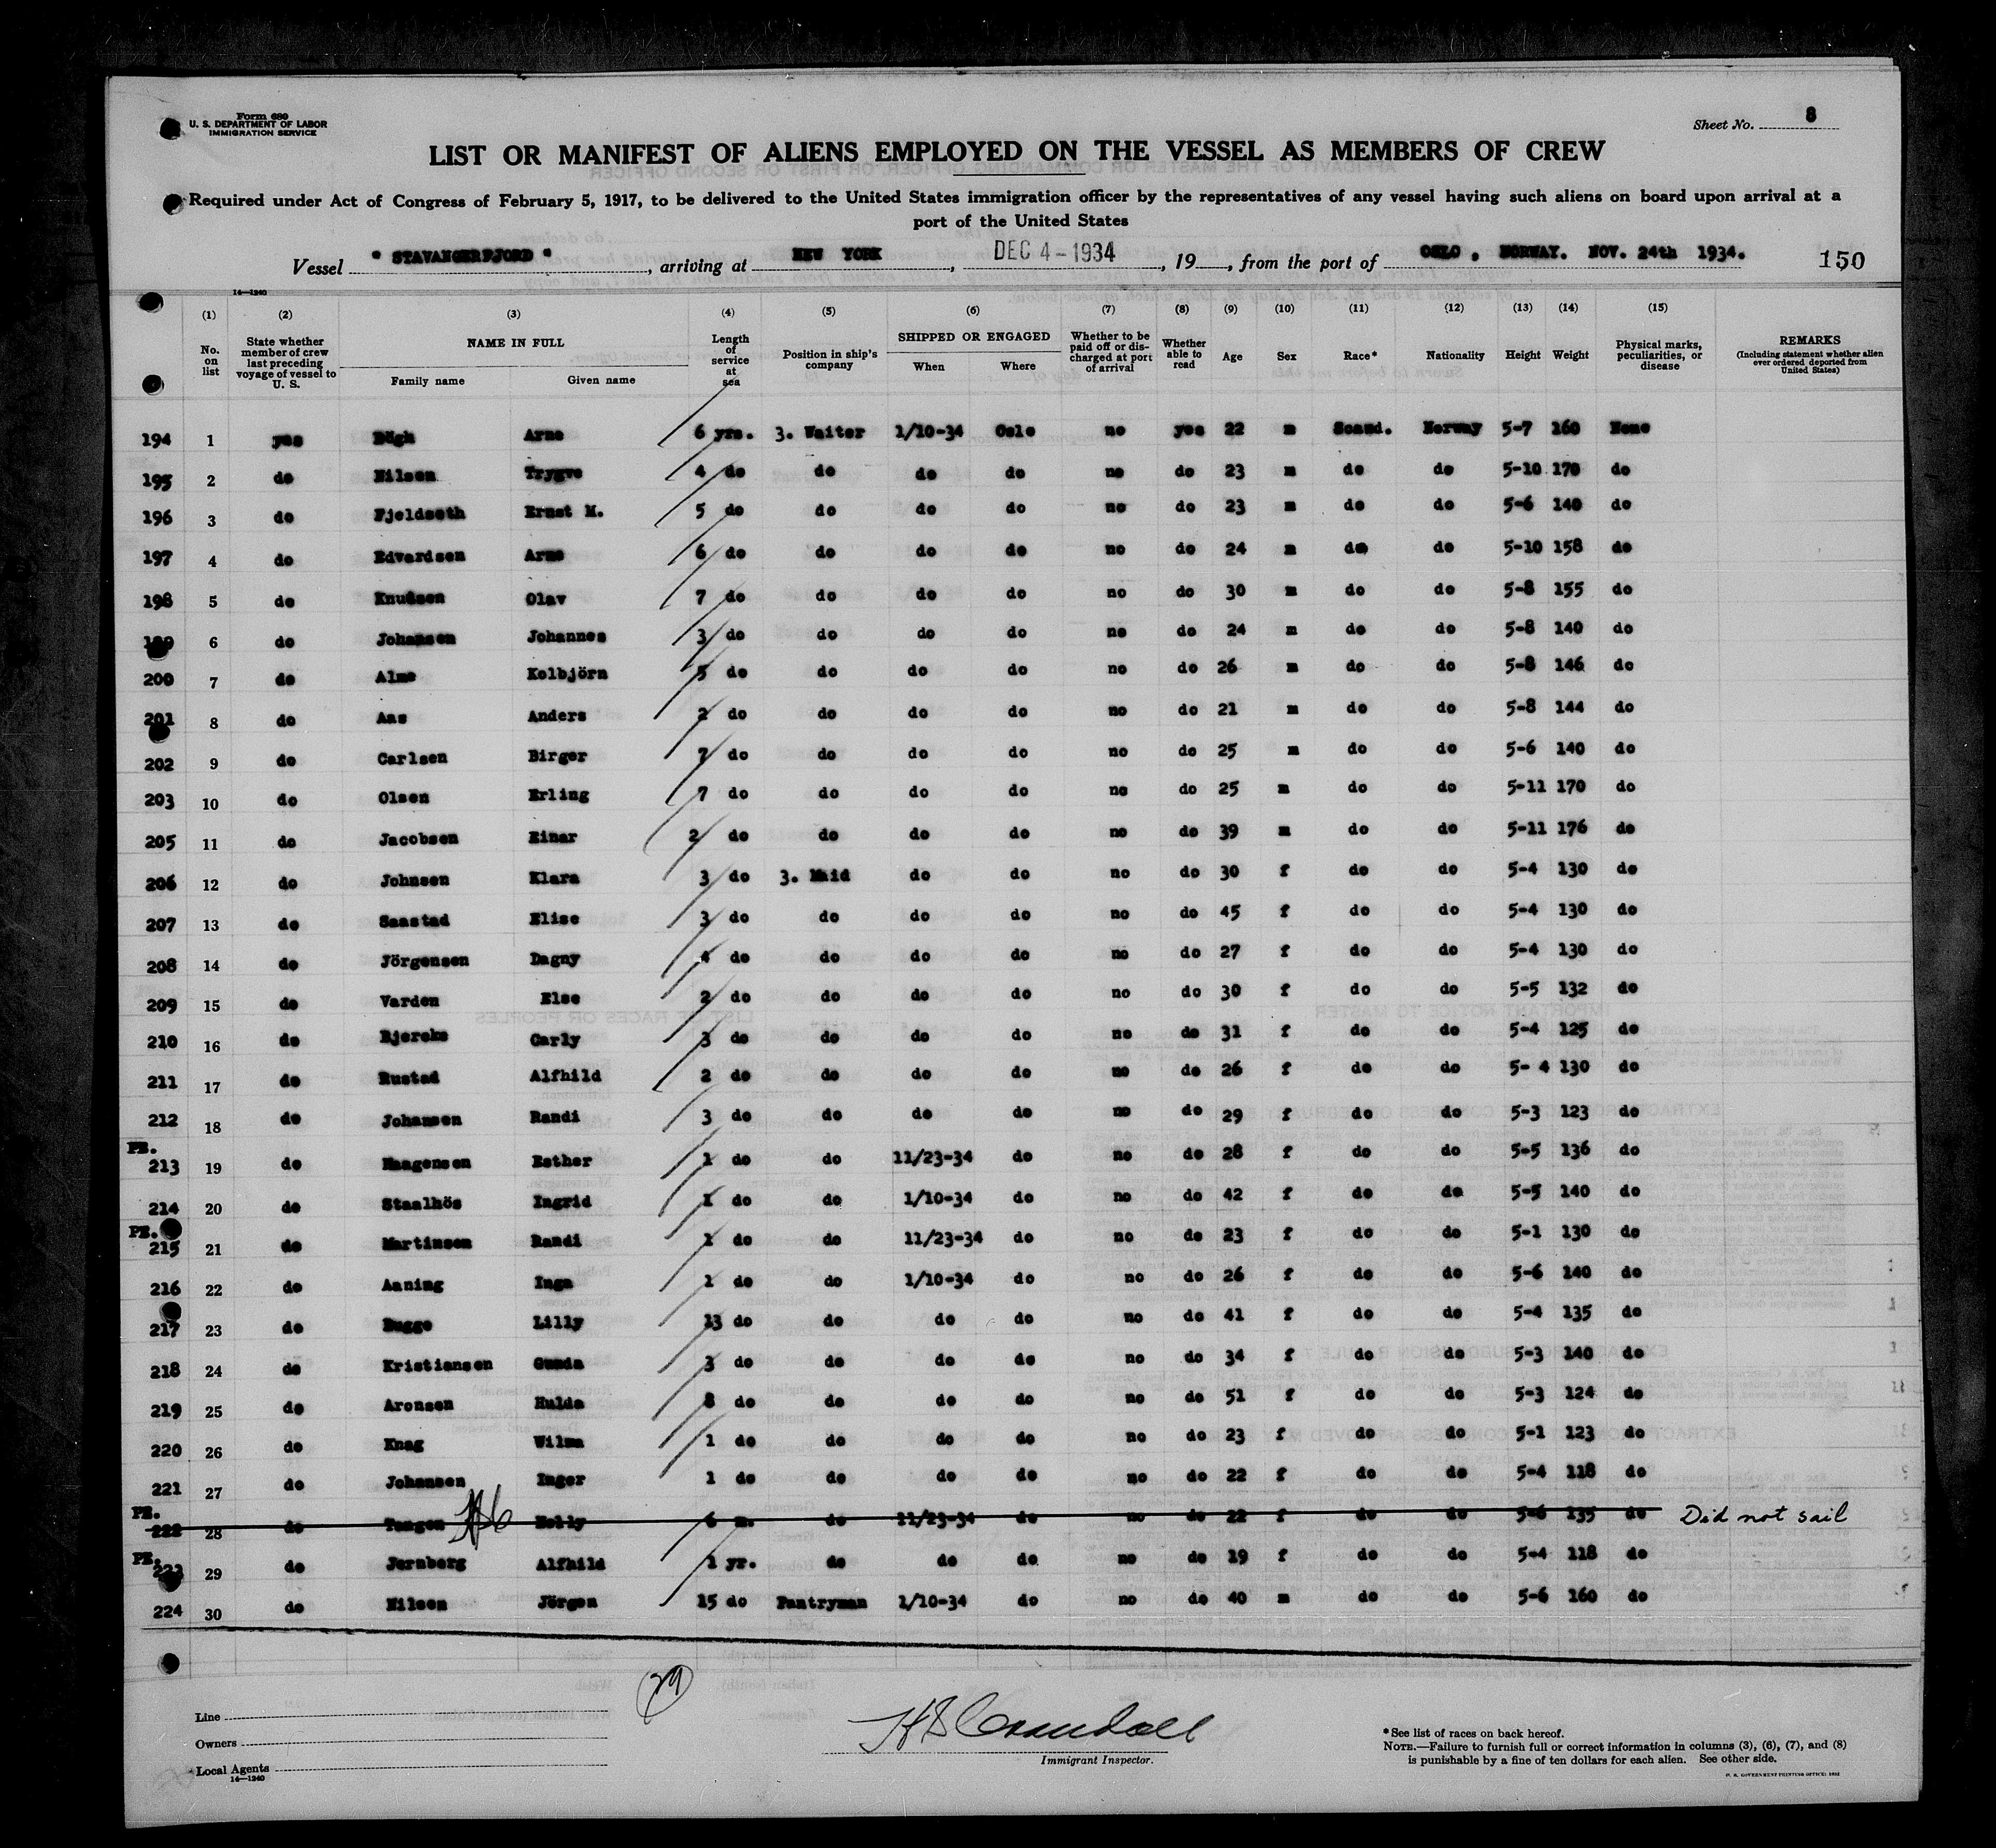 Form 680
U. S. DEPARTMENT OF LABOR
IMMIGRATION SERVICE
Sheet No. 8
LIST OR MANIFEST OF ALIENS EMPLOYED ON THE VESSEL AS MEMBERS OF CREW
Required under Act of Congress of February 5, 1917, to be delivered to the United States immigration officer by the representatives of any vessel having such aliens on board upon arrival at a
port of the United States
Vessel " STAVANGERFJORD ", arriving at NEW YORK, DEC 4-1934, 19, from the port of OSLO, NORWAY. NOV. 24th 1934. 150
14-1240
(1) (2) (3) (4) (5) (6) (7) (8) (9) (10) (11) (12) (13) (14) (15)
No. on list State whether member of crew last preceding voyage of vessel to U. S. NAME IN FULL Family name Given name Length of service at sea Position in ship's company SHIPPED OR ENGAGED When Where Whether to be paid off or discharged at port of arrival Whether able to read Age Sex Race* Nationality Height Weight Physical marks, peculiarities, or disease REMARKS (Including statement whether alien ever ordered deported from United States)
194 1 yes Bögh Arne 6 yrs. 3. Waiter 1/10-34 Oslo no yes 22 m Scand. Norway 5-7 160 None
195 2 do Nilsen Trygve 4 do do do do no do 23 m do do 5-10 170 do
196 3 do Fjeldseth Ernst M. 5 do do do do no do 23 m do do 5-6 140 do
197 4 do Edvardsen Arne 6 do do do do no do 24 m do do 5-10 158 do
198 5 do Knudsen Olav 7 do do do do no do 30 m do do 5-8 155 do
199 6 do Johansen Johannes 3 do do do do no do 24 m do do 5-8 140 do
200 7 do Alme Kolbjörn 5 do do do do no do 26 m do do 5-8 146 do
201 8 do Aas Anders 2 do do do do no do 21 m do do 5-8 144 do
202 9 do Carlsen Birger 7 do do do do no do 25 m do do 5-6 140 do
203 10 do Olsen Erling 7 do do do do no do 25 m do do 5-11 170 do
205 11 do Jacobsen Einar 2 do do do do no do 39 m do do 5-11 176 do
206 12 do Johnsen Klara 3 do 3. Maid do do no do 30 f do do 5-4 130 do
207 13 do Saastad Elise 3 do do do do no do 45 f do do 5-4 130 do
208 14 do Jörgensen Dagny 4 do do do do no do 27 f do do 5-4 130 do
209 15 do Varden Else 2 do do do do no do 30 f do do 5-5 132 do
210 16 do Bjereke Carly 3 do do do do no do 31 f do do 5-4 125 do
211 17 do Rustad Alfhild 2 do do do do no do 26 f do do 5- 4 130 do
212 18 do Johansen Randi 3 do do do do no do 29 f do do 5-3 123 do
PE. 213 19 do Haagensen Esther 1 do do 11/23-34 do no do 28 f do do 5-5 136 do
214 20 do Staalhös Ingrid 1 do do 1/10-34 do no do 42 f do do 5-5 140 do
PE. 215 21 do Martinsen Randi 1 do do 11/23-34 do no do 23 f do do 5-1 130 do
216 22 do Aaning Inga 1 do do 1/10-34 do no do 26 f do do 5-6 140 do
217 23 do Bugge Lilly 13 do do do do no do 41 f do do 5-4 135 do
218 24 do Kristiansen Gunda 3 do do do do no do 34 f do do 5-3 140 do
219 25 do Aronsen Hulda 8 do do do do no do 51 f do do 5-3 124 do
220 26 do Knag Wilma 1 do do do do no do 23 f do do 5-1 123 do
221 27 do Johansen Inger 1 do do do do no do 22 f do do 5-4 118 do
PE. 222 28 do Tangen Molly 6 m. do 11/23-34 do no do 22 f do do 5-6 135 do Did not sail
PE. 223 29 do Jernberg Alfhild 1 yr. do do do no do 19 f do do 5-4 118 do
224 30 do Nilsen Jörgen 15 do Pantryman 1/10-34 do no do 40 m do do 5-6 160 do
29
Line
Owners
Local Agents
14-1240
H S Crandall
Immigrant Inspector.
*See list of races on back hereof.
NOTE.—Failure to furnish full or correct information in columns (3), (6), (7), and (8)
is punishable by a fine of ten dollars for each alien. See other side.
U. S. GOVERNMENT PRINTING OFFICE: 1932